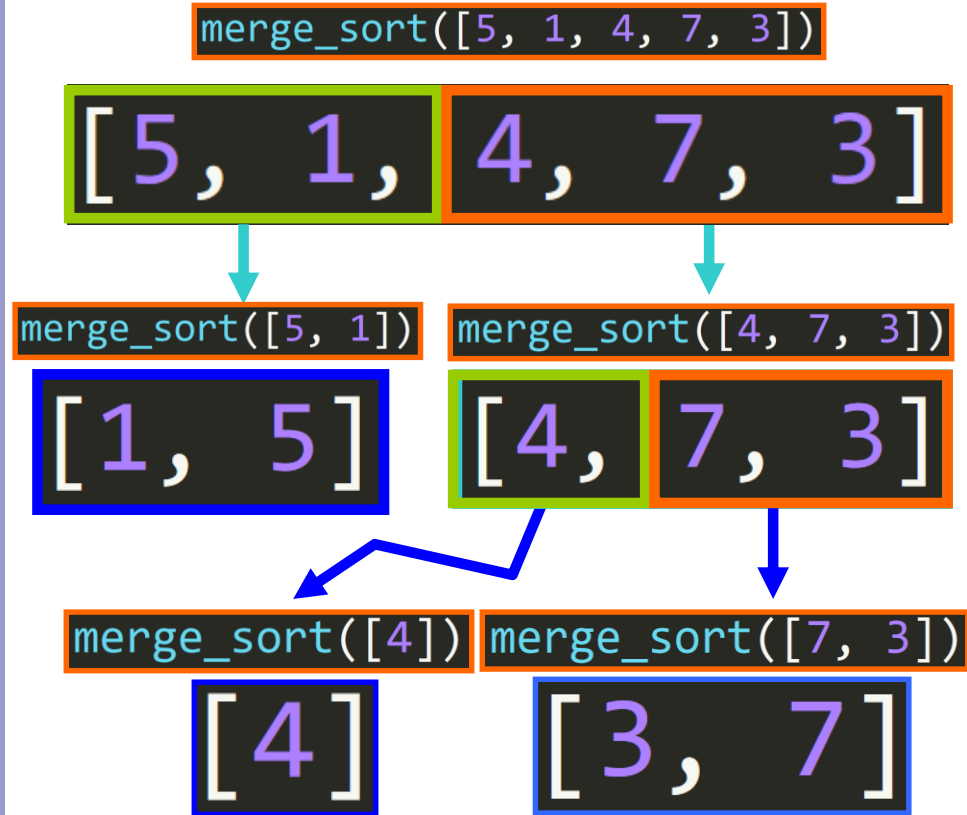 merge_sort([5, 1, 4, 7, 3])
[5, 1, 4, 7, 3]
merge_sort([5, 1])
merge_sort([4, 7, 3])
[1, 5]
[4, 7, 3]
merge_sort([4])
merge_sort([7, 3])
[4]
[3, 7]